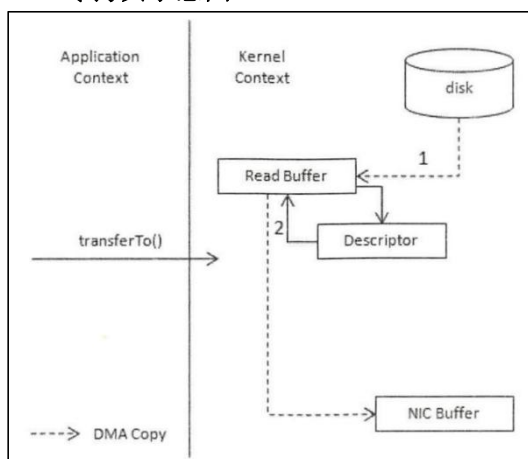 Application
Context
Kernel
Context
disk
1
Read Buffer
2
Descriptor
transferTo()
NIC Buffer
DMA Copy